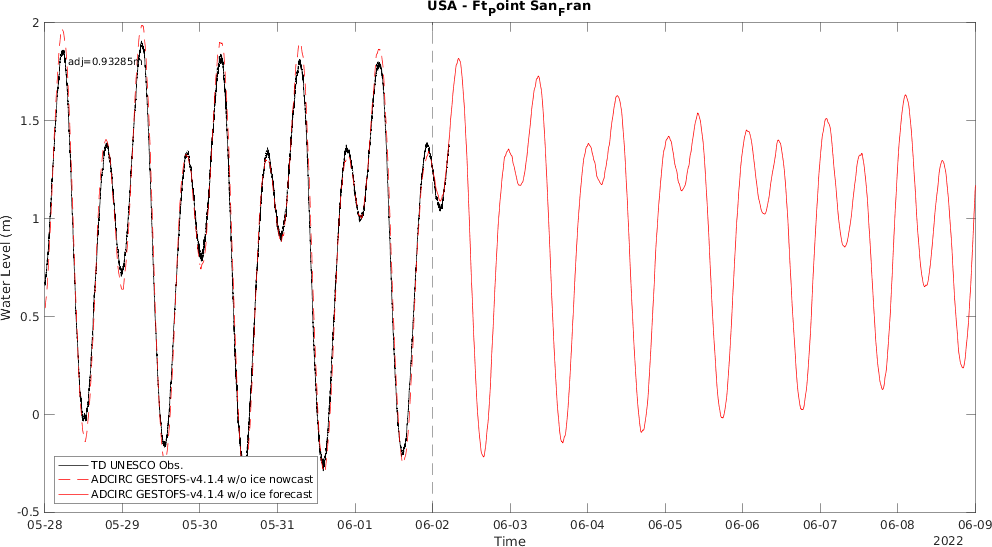 USA - Ft_Point San_Fran
adj=0.93285m
Water Level (m)
2
1.5
1
0.5
0
-0.5
TD UNESCO Obs.
ADCIRC GESTOFS-v4.1.4 w/o ice nowcast
ADCIRC GESTOFS-v4.1.4 w/o ice forecast
05-28 05-29 05-30 05-31 06-01 06-02 06-03 06-04 06-05 06-06 06-07 06-08 06-09
Time
2022